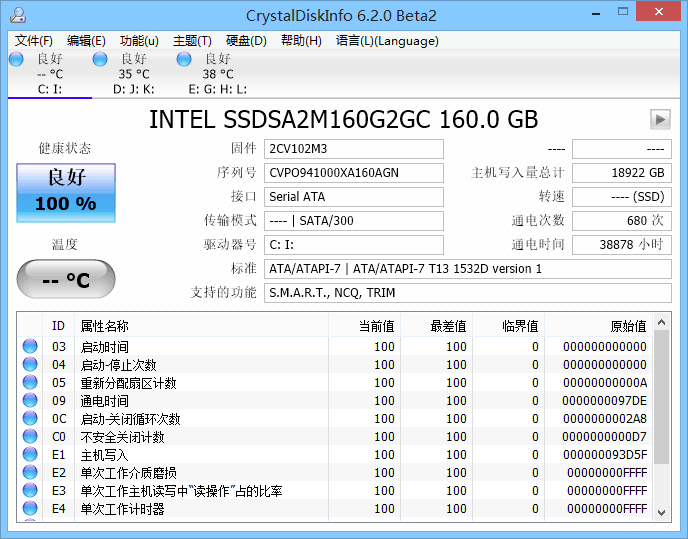 CrystalDiskInfo 6.2.0 Beta2
文件(F) 编辑(E) 功能(u) 主题(T) 硬盘(D) 帮助(H) 语言(L)(Language)
良好 良好 良好
-- °C 35 °C 38 °C
C: I: D: J: K: E: G: H: L:
INTEL SSDSA2M160G2GC 160.0 GB
健康状态 固件 2CV102M3 ---- ----
良好 序列号 CVPO941000XA160AGN 主机写入量总计 18922 GB
100 % 接口 Serial ATA 转速 ---- (SSD)
传输模式 ---- | SATA/300 通电次数 680 次
温度 驱动器号 C: I: 通电时间 38878 小时
-- °C 标准 ATA/ATAPI-7 | ATA/ATAPI-7 T13 1532D version 1
支持的功能 S.M.A.R.T., NCQ, TRIM
ID 属性名称 当前值 最差值 临界值 原始值
03 启动时间 100 100 0 000000000000
04 启动-停止次数 100 100 0 000000000000
05 重新分配扇区计数 100 100 0 00000000000A
09 通电时间 100 100 0 0000000097DE
0C 启动-关闭循环次数 100 100 0 0000000002A8
C0 不安全关闭计数 100 100 0 0000000000D7
E1 主机写入 100 100 0 000000093D5F
E2 单次工作介质磨损 100 100 0 00000000FFFF
E3 单次工作主机读写中“读操作”占的比率 100 100 0 00000000FFFF
E4 单次工作计时器 100 100 0 00000000FFFF